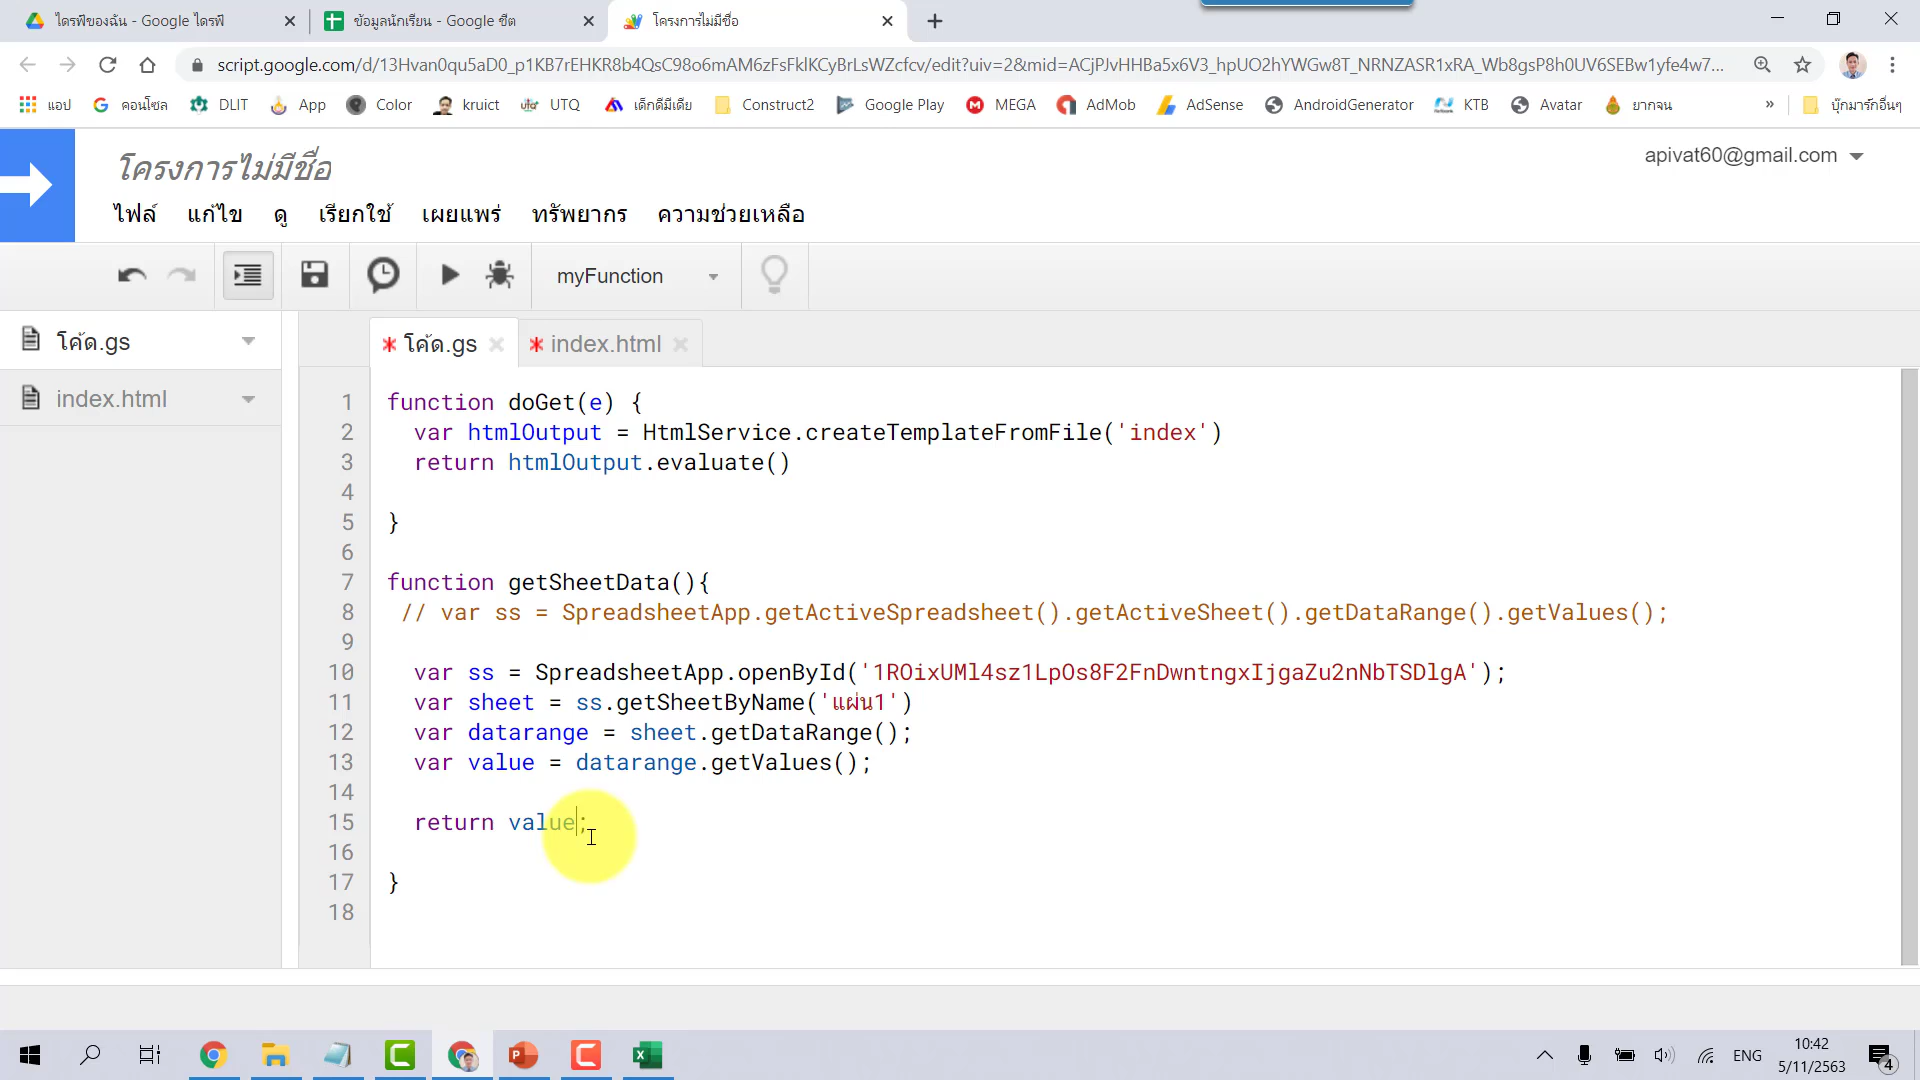 ไดรฟ์ของฉัน - Google ไดรฟ์
ข้อมูลนักเรียน - Google ชีต
โครงการไม่มีชื่อ
script.google.com/d/13Hvan0qu5aD0_p1KB7rEHKR8b4QsC98o6mAM6zFsFklKCyBrLsWZcfcv/edit?uiv=2&mid=ACjPJvHHBa5x6V3_hpUO2hYWGw8T_NRNZASR1xRA_Wb8gsP8h0UV6SEBw1yfe4w7...
แอป
คอนโซล
DLIT
App
Color
kruict
UTQ
เด็กดีมีเดีย
Construct2
Google Play
MEGA
AdMob
AdSense
AndroidGenerator
KTB
Avatar
ยากจน
»
บุ๊กมาร์กอื่นๆ
โครงการไม่มีชื่อ
apivat60@gmail.com
ไฟล์ แก้ไข ดู เรียกใช้ เผยแพร่ ทรัพยากร ความช่วยเหลือ
myFunction
โค้ด.gs
index.html
* โค้ด.gs
* index.html
1 function doGet(e) {
2 var htmlOutput = HtmlService.createTemplateFromFile('index')
3 return htmlOutput.evaluate()
4
5 }
6
7 function getSheetData(){
8 // var ss = SpreadsheetApp.getActiveSpreadsheet().getActiveSheet().getDataRange().getValues();
9
10 var ss = SpreadsheetApp.openById('1ROixUMl4sz1LpOs8F2FnDwntngxIjgaZu2nNbTSDlgA');
11 var sheet = ss.getSheetByName('แผ่น1')
12 var datarange = sheet.getDataRange();
13 var value = datarange.getValues();
14
15 return value;
16
17 }
18
ENG
10:42
5/11/2563
4